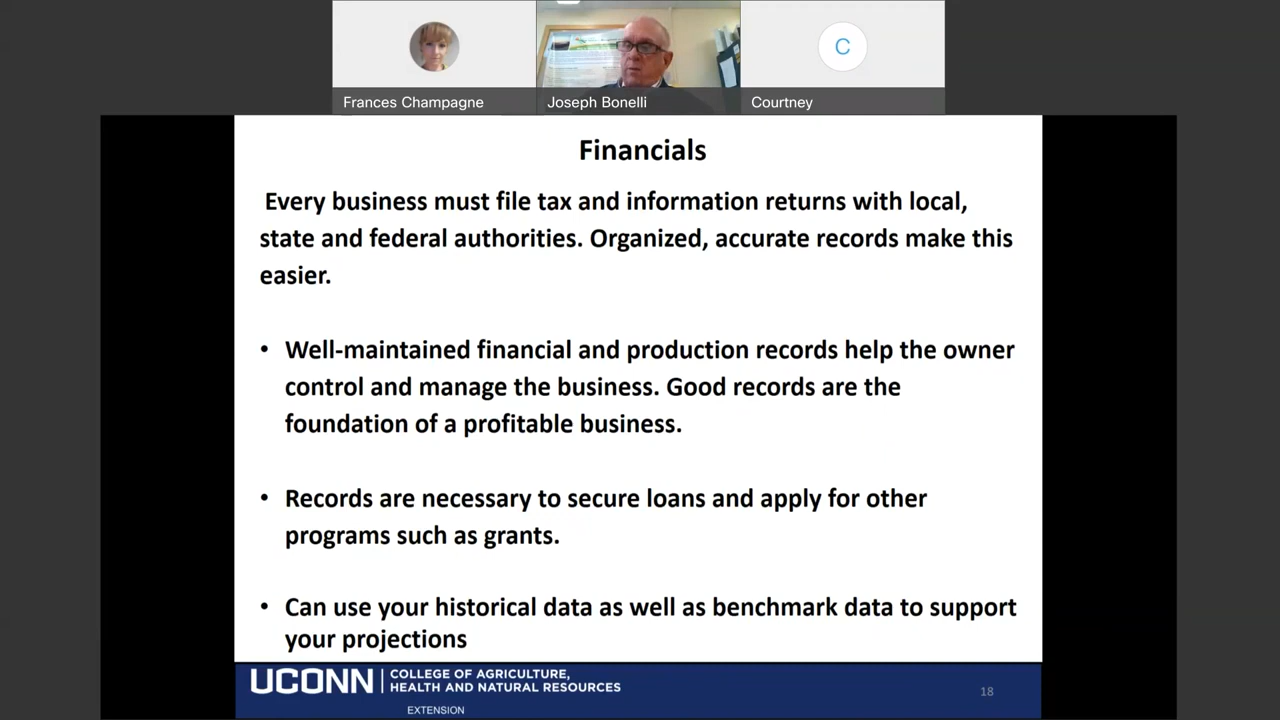 C
Frances Champagne
Joseph Bonelli
Courtney
Financials
Every business must file tax and information returns with local,
state and federal authorities. Organized, accurate records make this
easier.
• Well-maintained financial and production records help the owner
control and manage the business. Good records are the
foundation of a profitable business.
• Records are necessary to secure loans and apply for other
programs such as grants.
• Can use your historical data as well as benchmark data to support
your projections
UCONN
COLLEGE OF AGRICULTURE,
HEALTH AND NATURAL RESOURCES
EXTENSION
18